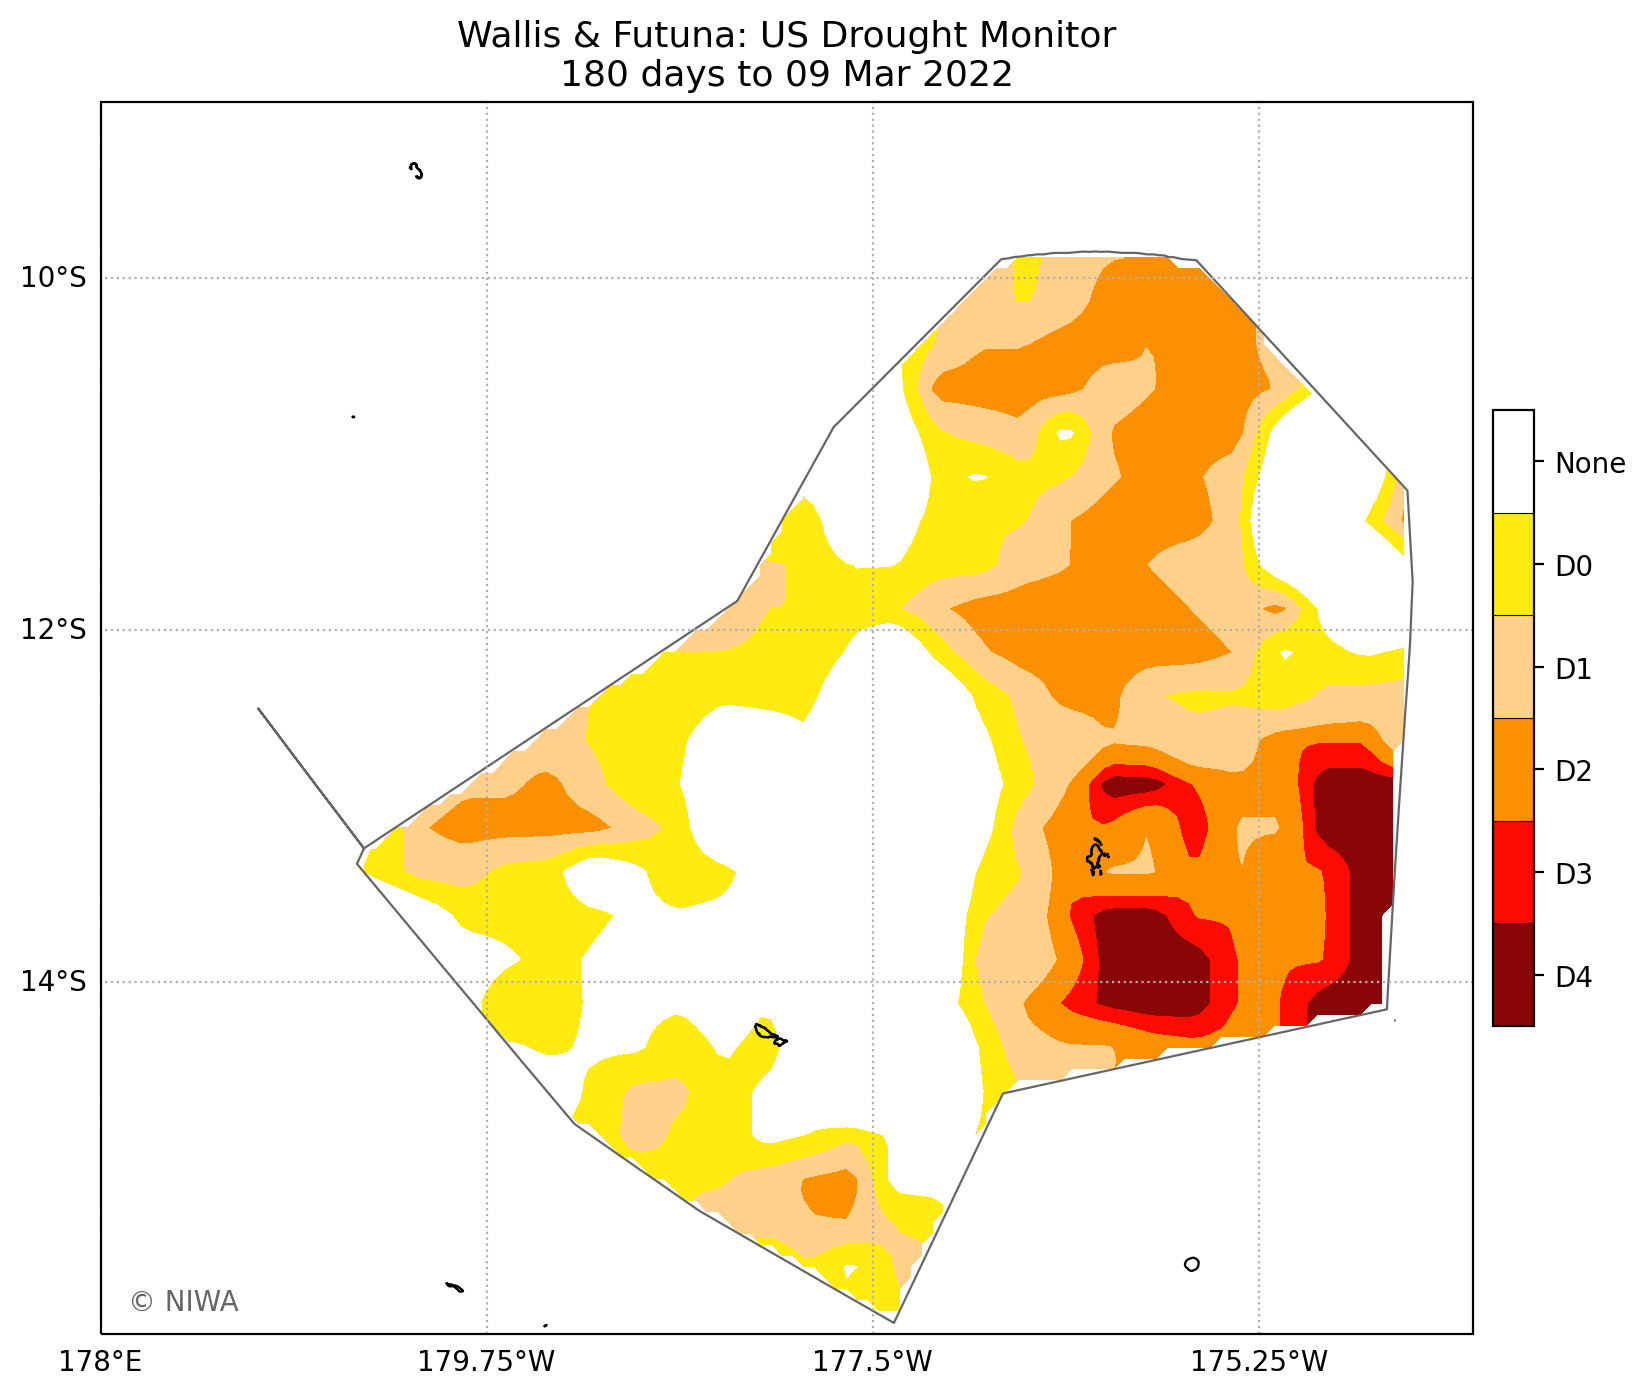 Wallis & Futuna: US Drought Monitor
180 days to 09 Mar 2022
10°S
12°S
14°S
178°E
179.75°W
177.5°W
175.25°W
None
D0
D1
D2
D3
D4
© NIWA